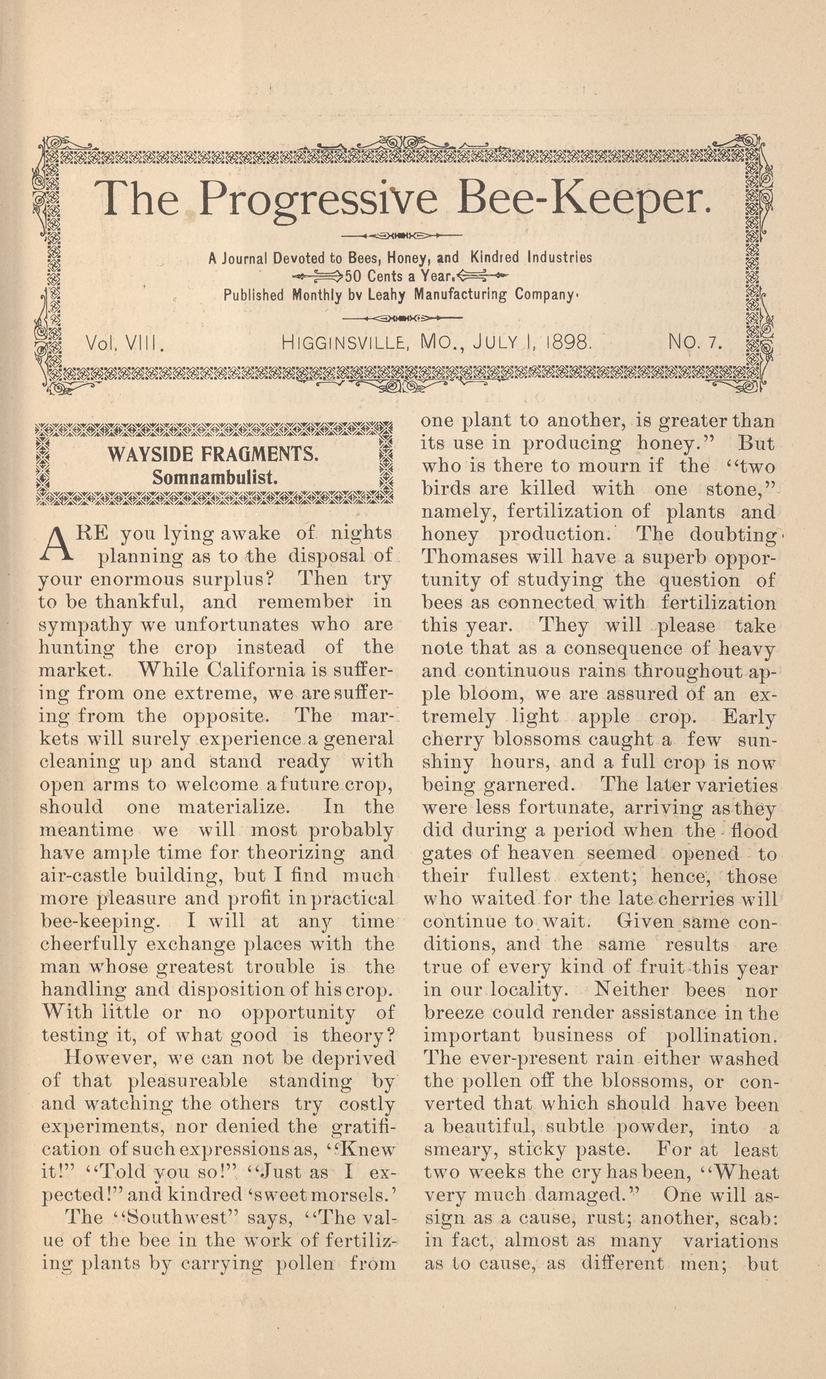 The Progressive Bee-Keeper.
A Journal Devoted to Bees, Honey, and Kindred Industries
50 Cents a Year.
Published Monthly by Leahy Manufacturing Company.
Vol. VIII. HIGGINSVILLE, MO., JULY 1, 1898. NO. 7.
WAYSIDE FRAGMENTS.
Somnambulist.
ARE you lying awake of nights
planning as to the disposal of
your enormous surplus? Then try
to be thankful, and remember in
sympathy we unfortunates who are
hunting the crop instead of the
market. While California is suffer-
ing from one extreme, we are suffer-
ing from the opposite. The mar-
kets will surely experience a general
cleaning up and stand ready with
open arms to welcome a future crop,
should one materialize. In the
meantime we will most probably
have ample time for theorizing and
air-castle building, but I find much
more pleasure and profit in practical
bee-keeping. I will at any time
cheerfully exchange places with the
man whose greatest trouble is the
handling and disposition of his crop.
With little or no opportunity of
testing it, of what good is theory?
However, we can not be deprived
of that pleasureable standing by
and watching the others try costly
experiments, nor denied the gratifi-
cation of such expressions as, “Knew
it!” “Told you so!” “Just as I ex-
pected!” and kindred ‘sweet morsels.’
The “Southwest” says, “The val-
ue of the bee in the work of fertiliz-
ing plants by carrying pollen from
one plant to another, is greater than
its use in producing honey.” But
who is there to mourn if the “two
birds are killed with one stone,”
namely, fertilization of plants and
honey production. The doubting
Thomases will have a superb oppor-
tunity of studying the question of
bees as connected with fertilization
this year. They will please take
note that as a consequence of heavy
and continuous rains throughout ap-
ple bloom, we are assured of an ex-
tremely light apple crop. Early
cherry blossoms caught a few sun-
shiny hours, and a full crop is now
being garnered. The later varieties
were less fortunate, arriving as they
did during a period when the flood
gates of heaven seemed opened to
their fullest extent; hence, those
who waited for the late cherries will
continue to wait. Given same con-
ditions, and the same results are
true of every kind of fruit this year
in our locality. Neither bees nor
breeze could render assistance in the
important business of pollination.
The ever-present rain either washed
the pollen off the blossoms, or con-
verted that which should have been
a beautiful, subtle powder, into a
smeary, sticky paste. For at least
two weeks the cry has been, “Wheat
very much damaged.” One will as-
sign as a cause, rust; another, scab:
in fact, almost as many variations
as to cause, as different men; but